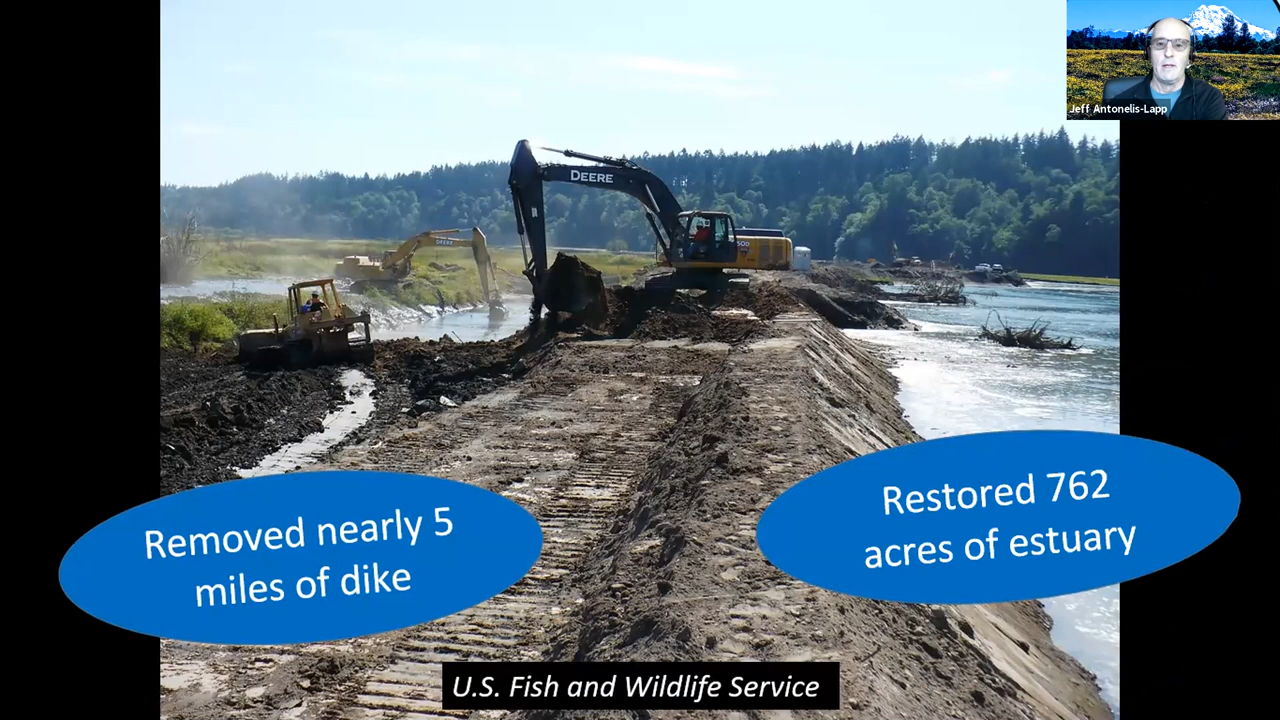 Jeff Antonelis-Lapp
DEERE
DEERE
Removed nearly 5
miles of dike
Restored 762
acres of estuary
U.S. Fish and Wildlife Service